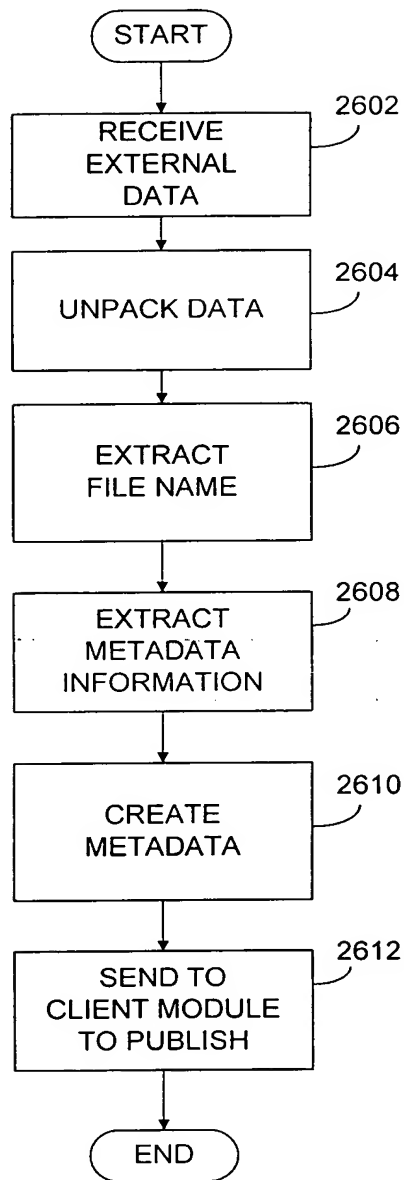 START
2602
RECEIVE
EXTERNAL
DATA
2604
UNPACK DATA
2606
EXTRACT
FILE NAME
2608
EXTRACT
METADATA
INFORMATION
2610
CREATE
METADATA
2612
SEND TO
CLIENT MODULE
TO PUBLISH
END